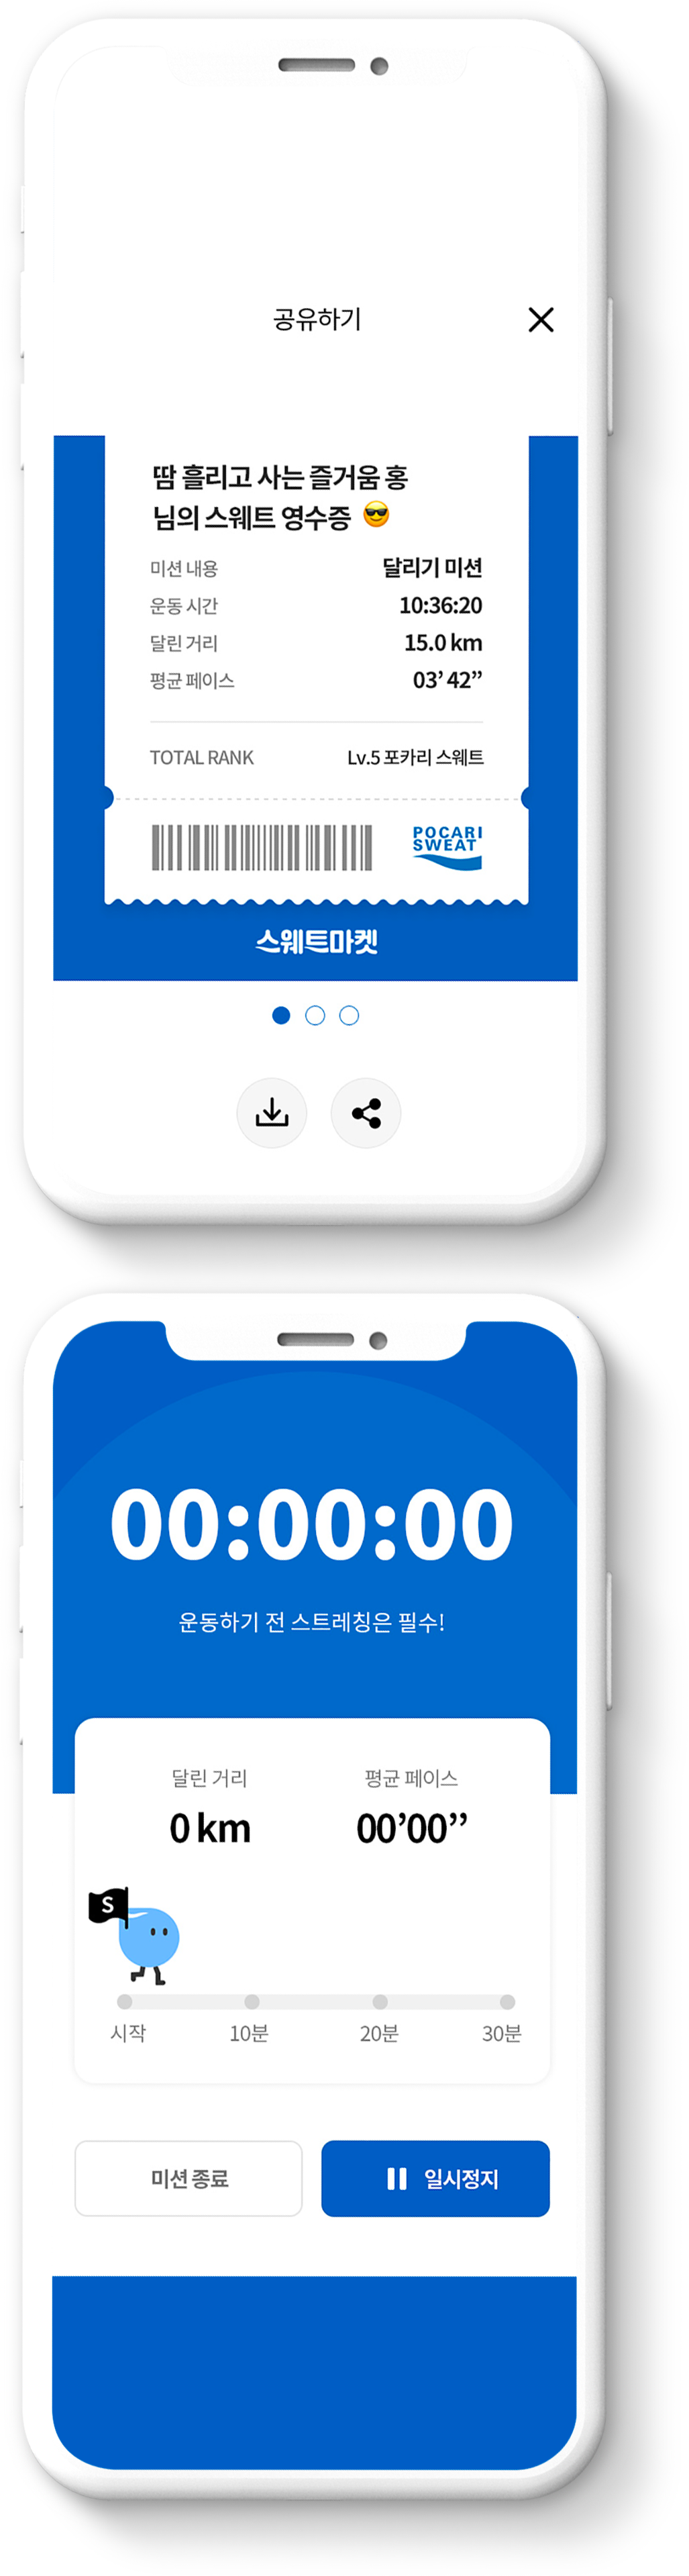 공유하기
땀 흘리고 사는 즐거움 홍
님의 스웨트 영수증
미션 내용 달리기 미션
운동 시간 10:36:20
달린 거리 15.0 km
평균 페이스 03’ 42”
TOTAL RANK Lv.5 포카리 스웨트
POCARI
SWEAT
스웨트마켓
00:00:00
운동하기 전 스트레칭은 필수!
달린 거리 평균 페이스
0 km 00’00”
S
시작 10분 20분 30분
미션 종료 일시정지